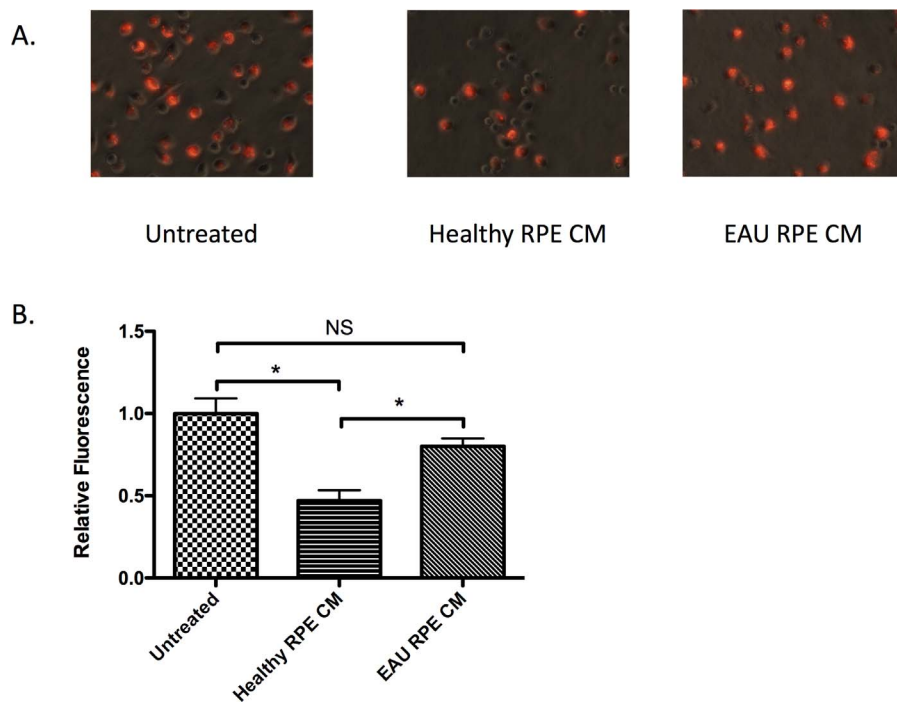 A.
Untreated
Healthy RPE CM
EAU RPE CM
B.
Relative Fluorescence
1.5
1.0
0.5
0.0
NS
*
*
Untreated
Healthy RPE CM
EAU RPE CM